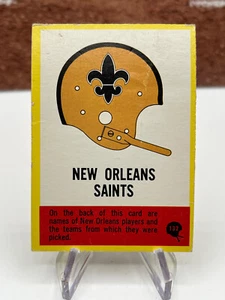 NEW ORLEANS
SAINTS
On the back of this card are
names of New Orleans players and
the teams from which they were
picked.
132